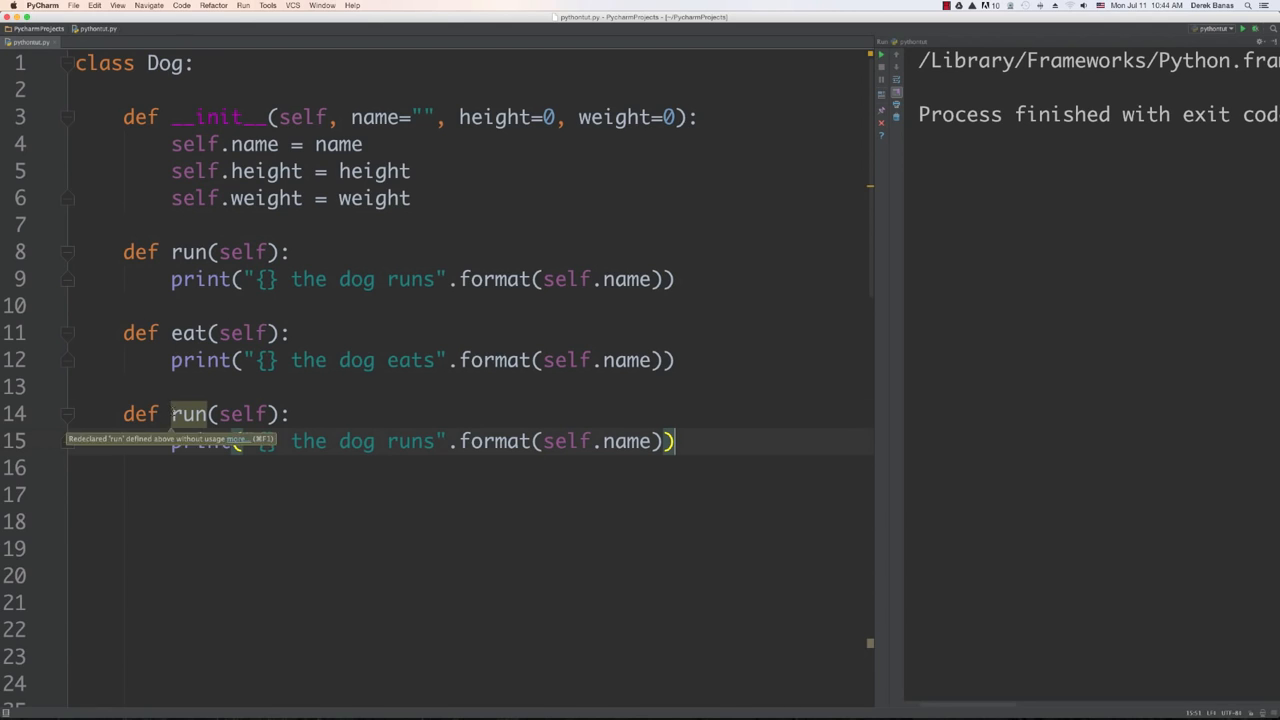 PyCharm File Edit View Navigate Code Refactor Run Tools VCS Window Help
10 Mon Jul 11 10:44 AM Derek Banas
pythontut.py - PycharmProjects - [~/PycharmProjects]
PycharmProjects pythontut.py
pythontut
pythontut.py
Run pythontut
1 class Dog:
2
3 def __init__(self, name="", height=0, weight=0):
4 self.name = name
5 self.height = height
6 self.weight = weight
7
8 def run(self):
9 print("{} the dog runs".format(self.name))
10
11 def eat(self):
12 print("{} the dog eats".format(self.name))
13
14 def run(self):
Redeclared 'run' defined above without usage more... (⌘F1)
15 print("{} the dog runs".format(self.name))
16
17
18
19
20
21
22
23
24
/Library/Frameworks/Python.fra
Process finished with exit cod
15:51 LF UTF-8